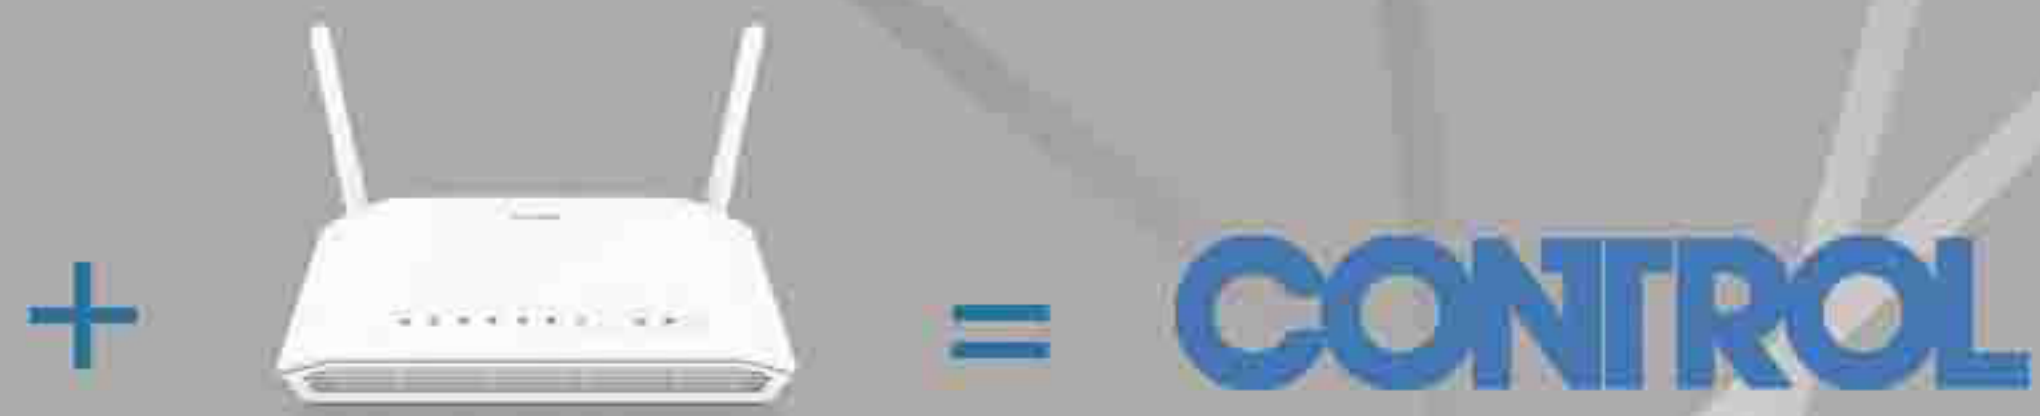 + = CONTROL